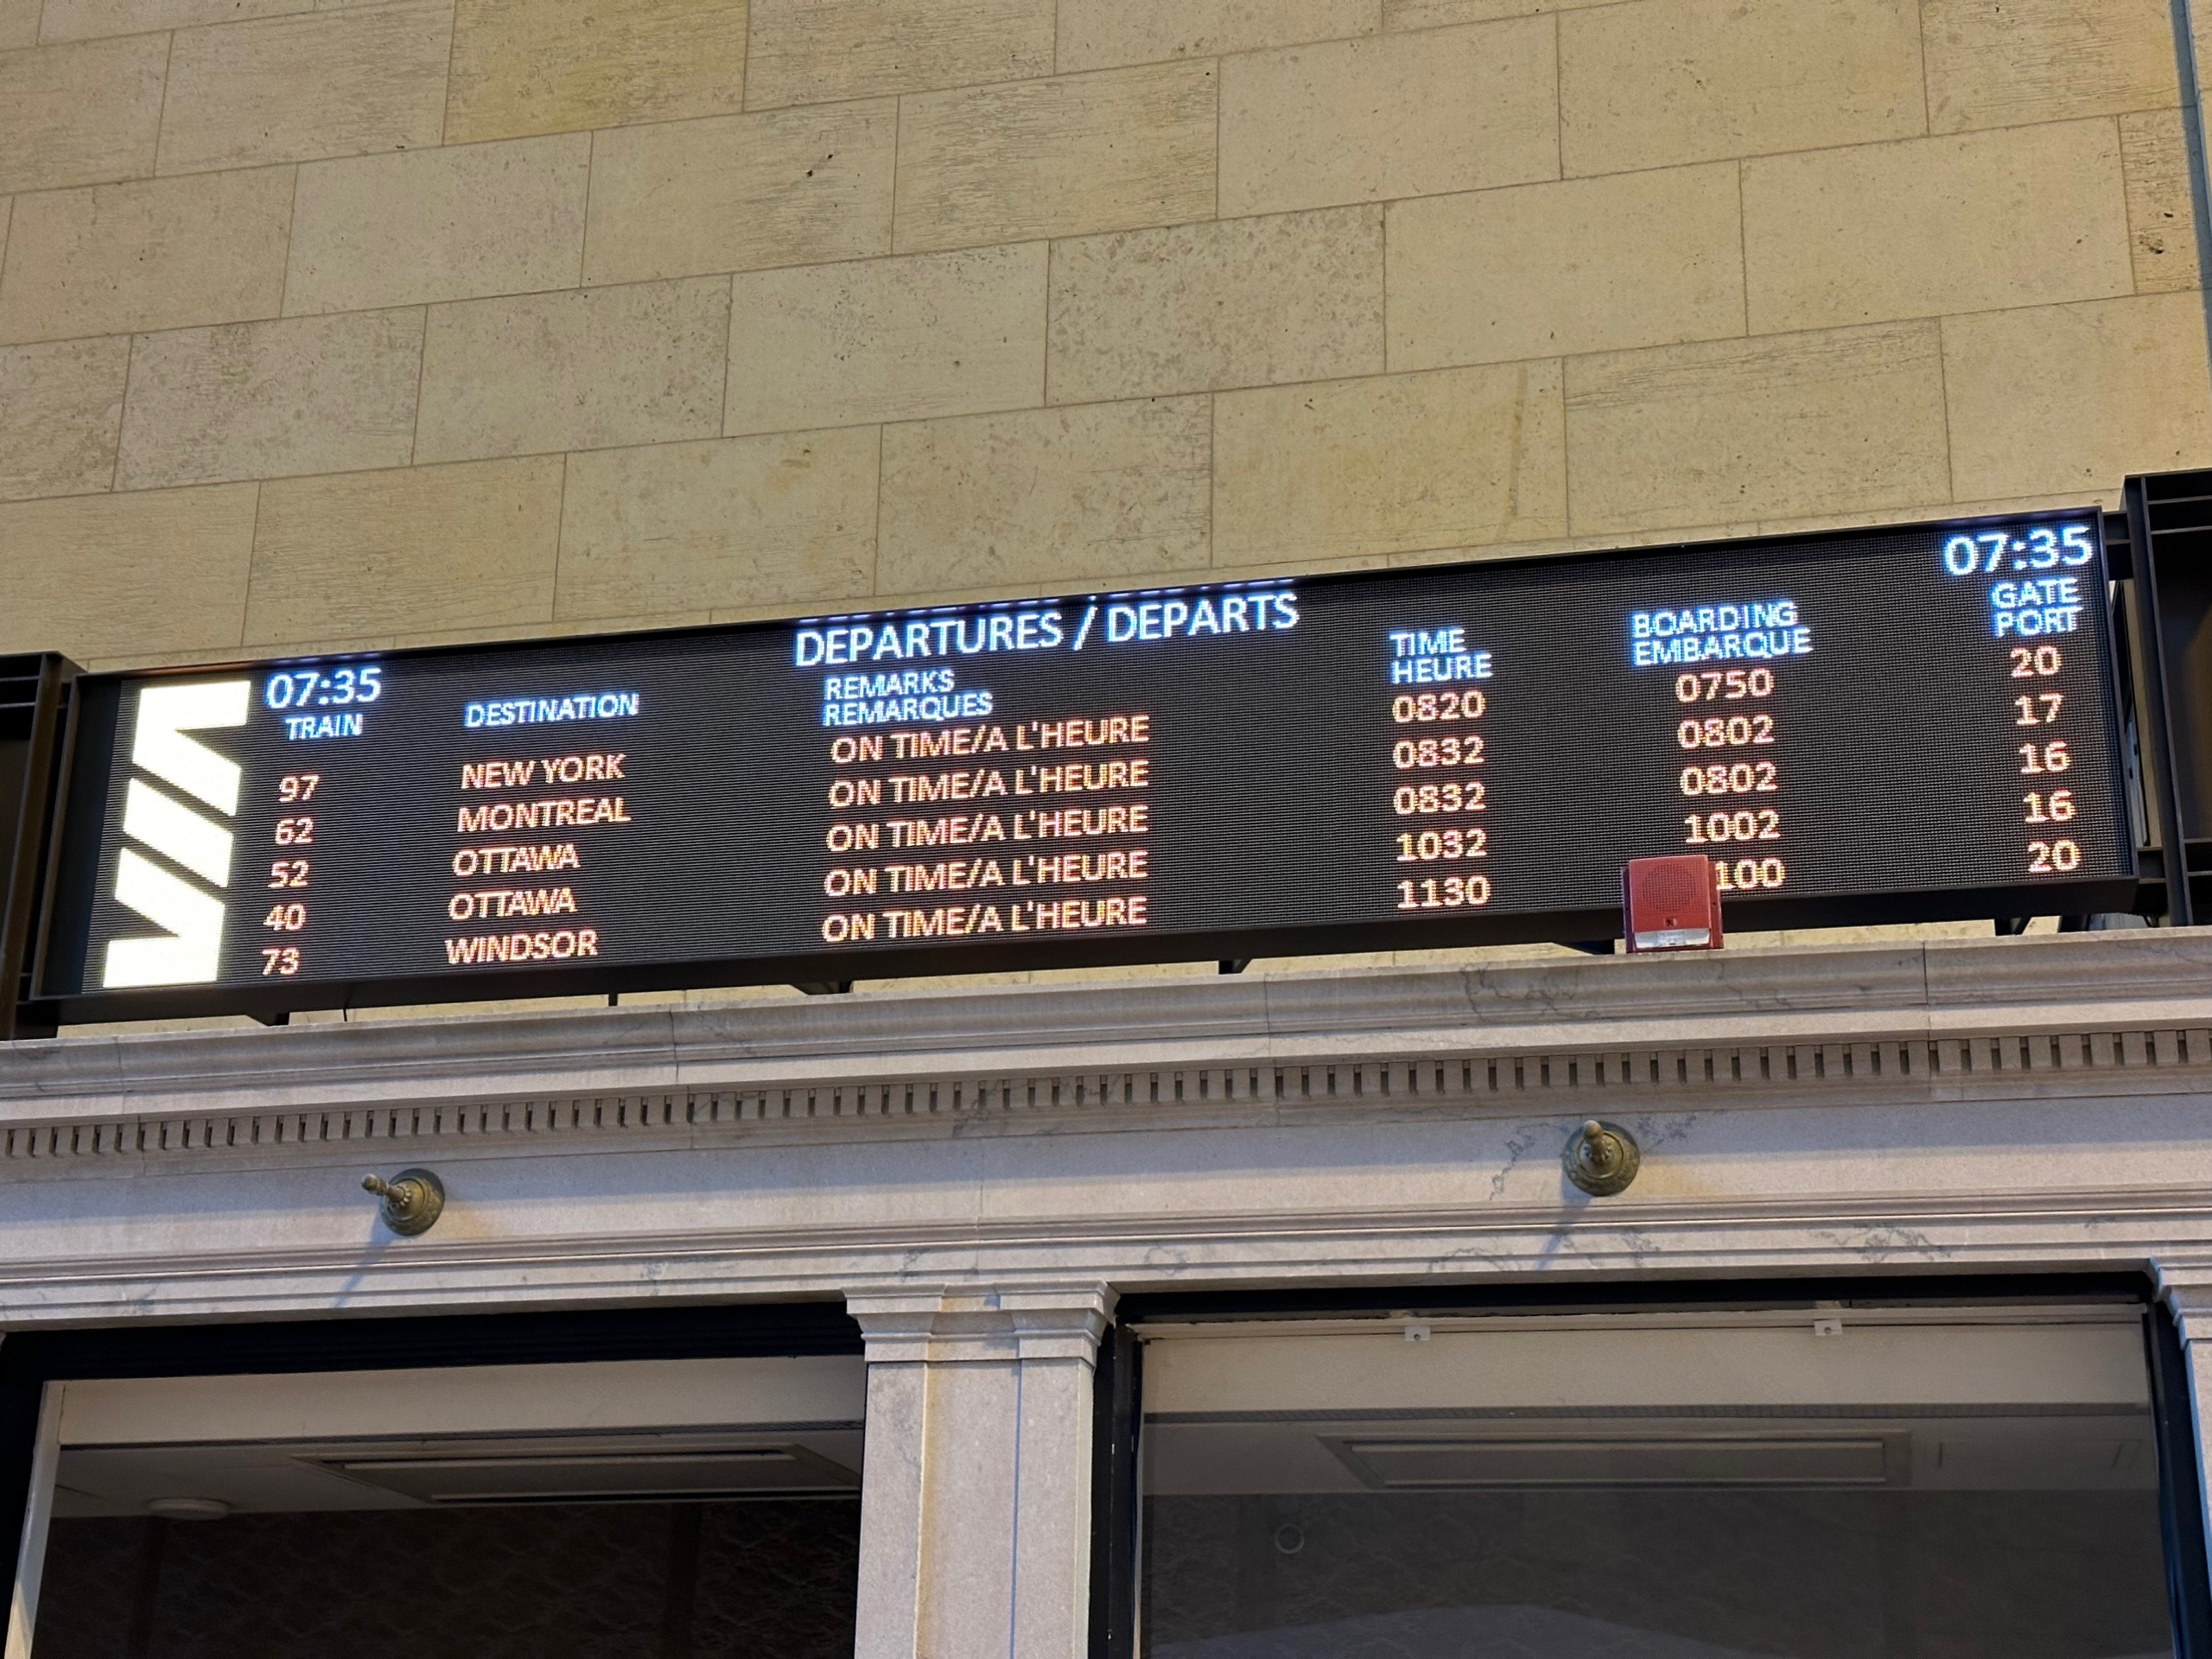 07:35 DEPARTURES / DEPARTS 07:35
TRAIN DESTINATION REMARKS TIME BOARDING GATE
REMARQUES HEURE EMBARQUE PORT
97 NEW YORK ON TIME/A L'HEURE 0820 0750 20
62 MONTREAL ON TIME/A L'HEURE 0832 0802 17
52 OTTAWA ON TIME/A L'HEURE 0832 0802 16
40 OTTAWA ON TIME/A L'HEURE 1032 1002 16
73 WINDSOR ON TIME/A L'HEURE 1130 100 20